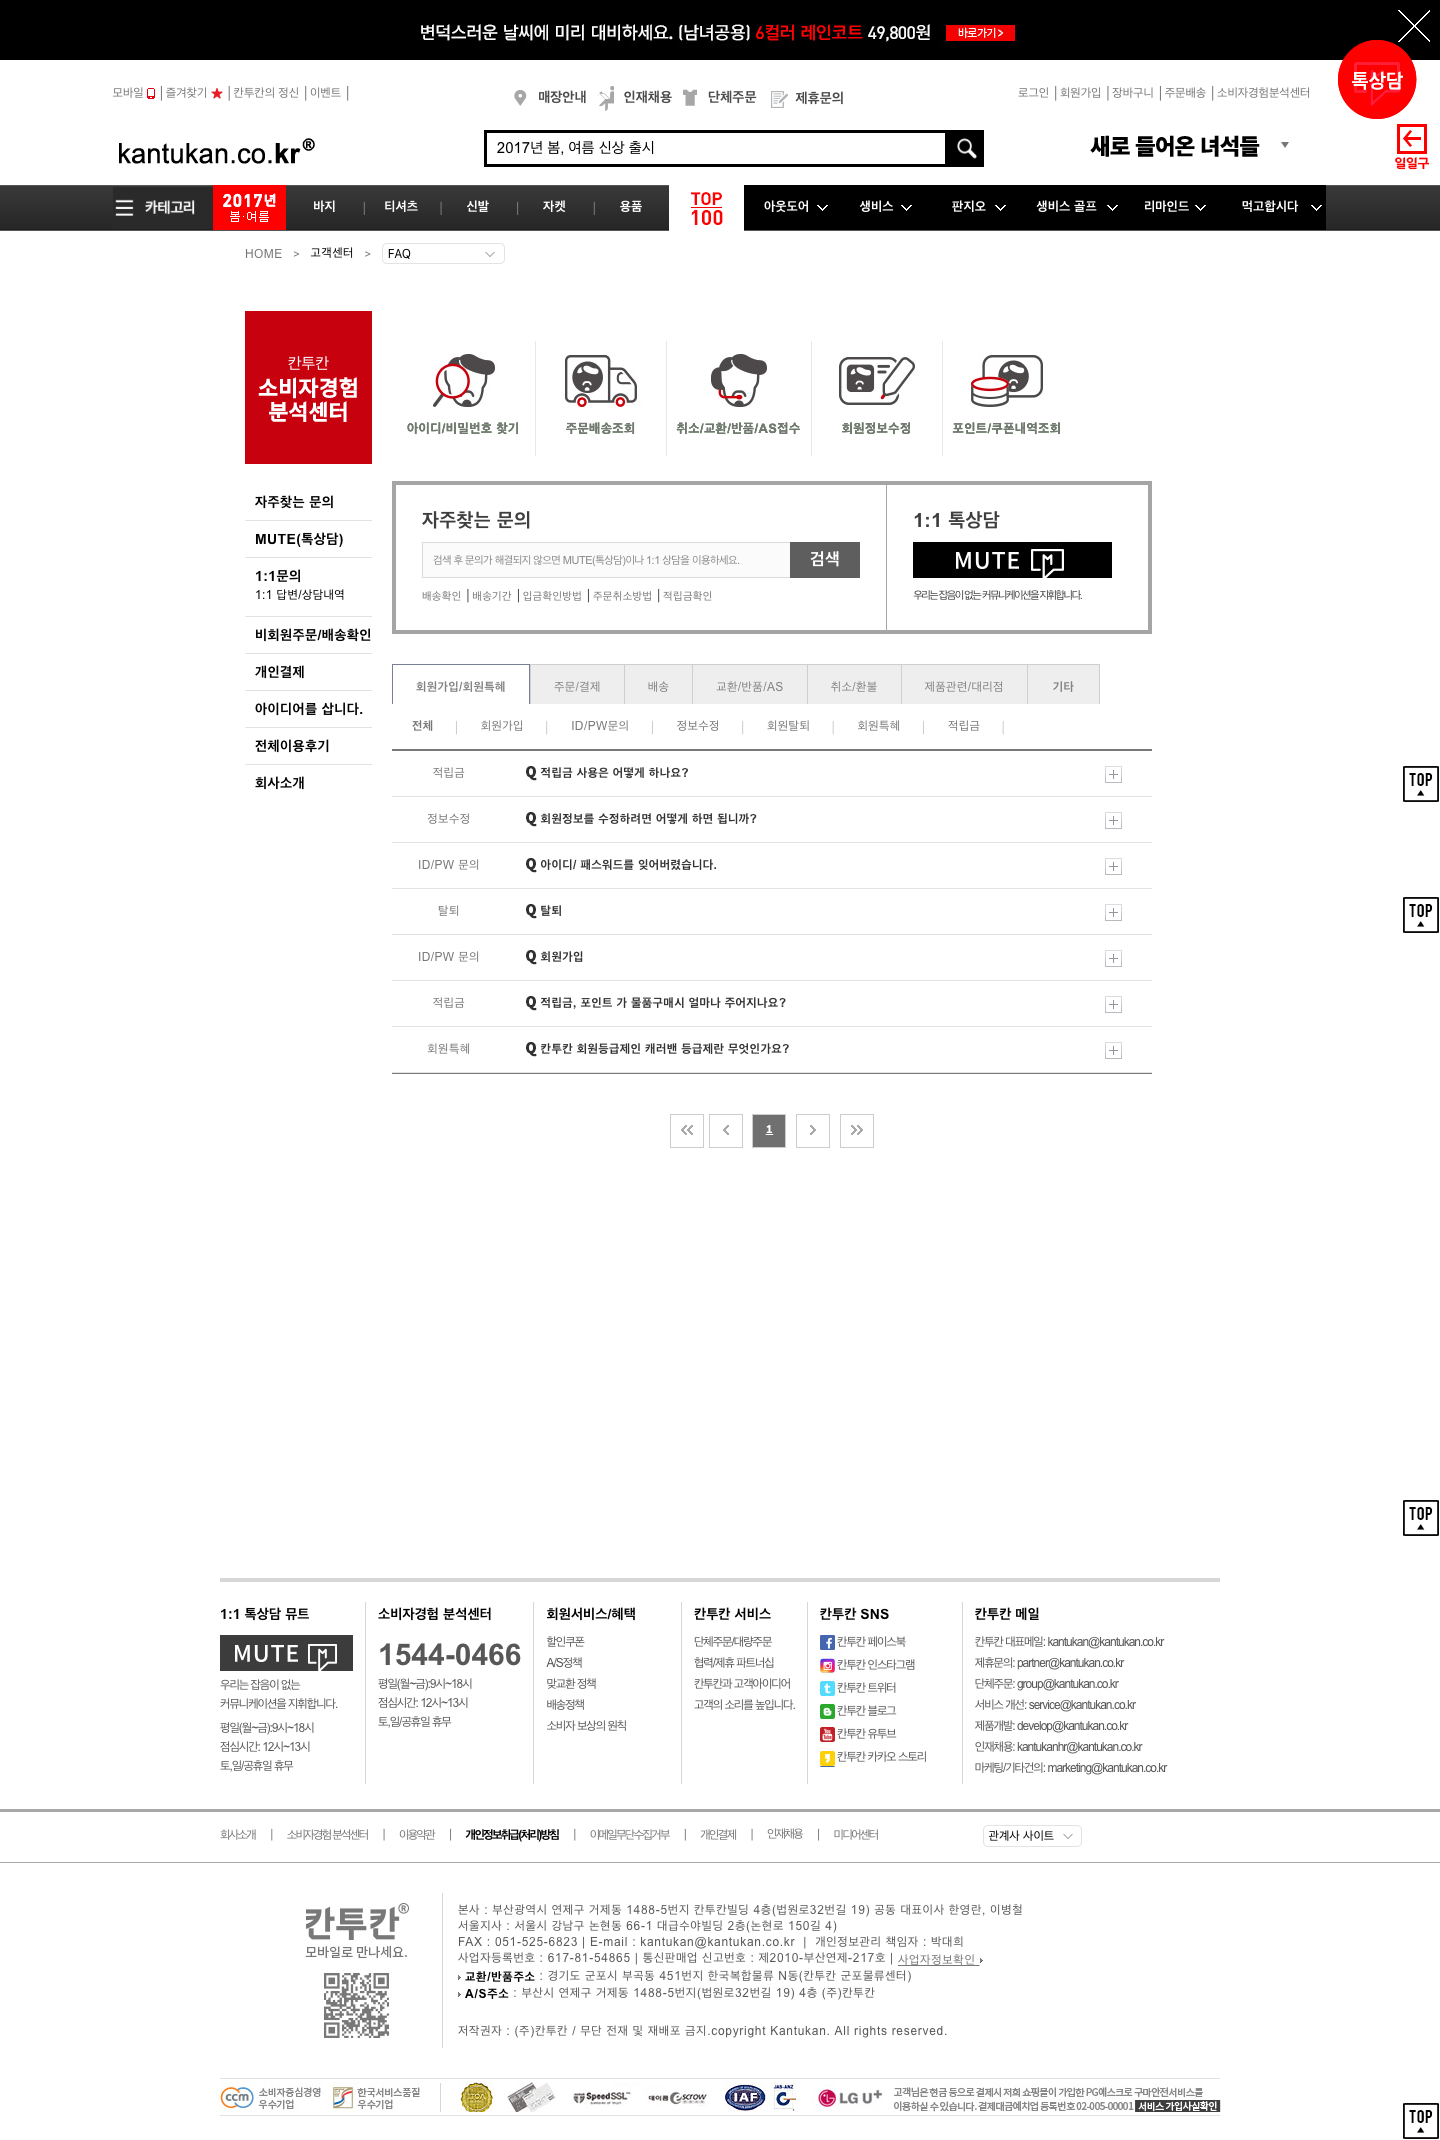 변덕스러운 날씨에 미리 대비하세요. (남녀공용) 6컬러 레인코트 49,800원 바로가기 >
톡상담
모바일 | 즐겨찾기 | 칸투칸의 정신 | 이벤트 |
매장안내 인재채용 단체주문 제휴문의
로그인 | 회원가입 | 장바구니 | 주문배송 | 소비자경험분석센터
kantukan.co.kr®
2017년 봄, 여름 신상 출시
새로 들어온 녀석들 ▼
일일구
카테고리
2017년
봄·여름
바지 | 티셔츠 | 신발 | 자켓 | 용품
TOP
100
아웃도어 생비스 판지오 생비스 골프 리마인드 먹고합시다
HOME > 고객센터 > FAQ
칸투칸
소비자경험
분석센터
아이디/비밀번호 찾기
주문배송조회
취소/교환/반품/AS접수
회원정보수정
포인트/쿠폰내역조회
자주찾는 문의
MUTE(톡상담)
1:1문의
1:1 답변/상담내역
비회원주문/배송확인
개인결제
아이디어를 삽니다.
전체이용후기
회사소개
자주찾는 문의
검색 후 문의가 해결되지 않으면 MUTE(톡상담)이나 1:1 상담을 이용하세요.
검색
배송확인 | 배송기간 | 입금확인방법 | 주문취소방법 | 적립금확인
1:1 톡상담
MUTE M
우리는 잡음이 없는 커뮤니케이션을 지휘합니다.
회원가입/회원특혜 주문/결제 배송 교환/반품/AS 취소/환불 제품관련/대리점 기타
전체 | 회원가입 | ID/PW문의 | 정보수정 | 회원탈퇴 | 회원특혜 | 적립금 |
적립금 Q 적립금 사용은 어떻게 하나요?
정보수정 Q 회원정보를 수정하려면 어떻게 하면 됩니까?
ID/PW 문의 Q 아이디/ 패스워드를 잊어버렸습니다.
탈퇴 Q 탈퇴
ID/PW 문의 Q 회원가입
적립금 Q 적립금, 포인트 가 물품구매시 얼마나 주어지나요?
회원특혜 Q 칸투칸 회원등급제인 캐러밴 등급제란 무엇인가요?
1
TOP
TOP
TOP
TOP
1:1 톡상담 뮤트
MUTE M
우리는 잡음이 없는
커뮤니케이션을 지휘합니다.
평일(월~금):9시~18시
점심시간: 12시~13시
토,일/공휴일 휴무
소비자경험 분석센터
1544-0466
평일(월~금):9시~18시
점심시간: 12시~13시
토,일/공휴일 휴무
회원서비스/혜택
할인쿠폰
A/S정책
맞교환 정책
배송정책
소비자 보상의 원칙
칸투칸 서비스
단체주문/대량주문
협력/제휴 파트너십
칸투칸과 고객아이디어
고객의 소리를 높입니다.
칸투칸 SNS
칸투칸 페이스북
칸투칸 인스타그램
칸투칸 트위터
칸투칸 블로그
칸투칸 유투브
칸투칸 카카오 스토리
칸투칸 메일
칸투칸 대표메일: kantukan@kantukan.co.kr
제휴문의: partner@kantukan.co.kr
단체주문: group@kantukan.co.kr
서비스 개선: service@kantukan.co.kr
제품개발: develop@kantukan.co.kr
인재채용: kantukanhr@kantukan.co.kr
마케팅/기타건의: marketing@kantukan.co.kr
회사소개 | 소비자경험 분석센터 | 이용약관 | 개인정보취급(처리)방침 | 이메일무단수집거부 | 개인결제 | 인재채용 | 미디어센터
관계사 사이트
칸투칸®
모바일로 만나세요.
본사 : 부산광역시 연제구 거제동 1488-5번지 칸투칸빌딩 4층(법원로32번길 19) 공동 대표이사 한영란, 이병철
서울지사 : 서울시 강남구 논현동 66-1 대급수야빌딩 2층(논현로 150길 4)
FAX : 051-525-6823 | E-mail : kantukan@kantukan.co.kr | 개인정보관리 책임자 : 박대희
사업자등록번호 : 617-81-54865 | 통신판매업 신고번호 : 제2010-부산연제-217호 | 사업자정보확인
교환/반품주소 : 경기도 군포시 부곡동 451번지 한국복합물류 N동(칸투칸 군포물류센터)
A/S주소 : 부산시 연제구 거제동 1488-5번지(법원로32번길 19) 4층 (주)칸투칸
저작권자 : (주)칸투칸 / 무단 전재 및 재배포 금지.copyright Kantukan. All rights reserved.
ccm 소비자중심경영
우수기업
한국서비스품질
우수기업
SpeedSSL
네이툼 escrow
IAF
JAS-ANZ
LG U+
고객님은 현금 등으로 결제시 저희 쇼핑몰이 가입한 PG에스크로 구마안전서비스를
이용하실 수 있습니다. 결제대금예치업 등록번호 02-005-00001 서비스 가입사실확인